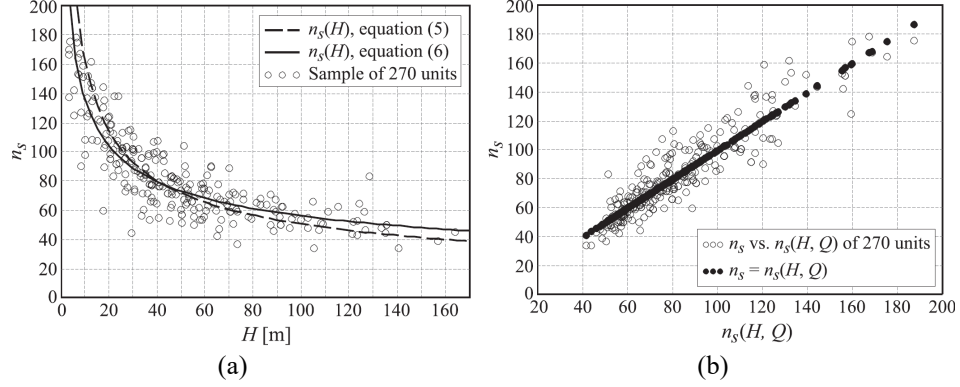 200
180
160
140
120
100
80
60
40
20
0
n_s
0 20 40 60 80 100 120 140 160
H [m]
n_s(H), equation (5)
n_s(H), equation (6)
Sample of 270 units
(a)
200
180
160
140
120
100
80
60
40
20
0
n_s
20 40 60 80 100 120 140 160 180 200
n_s(H, Q)
n_s vs. n_s(H, Q) of 270 units
n_s = n_s(H, Q)
(b)